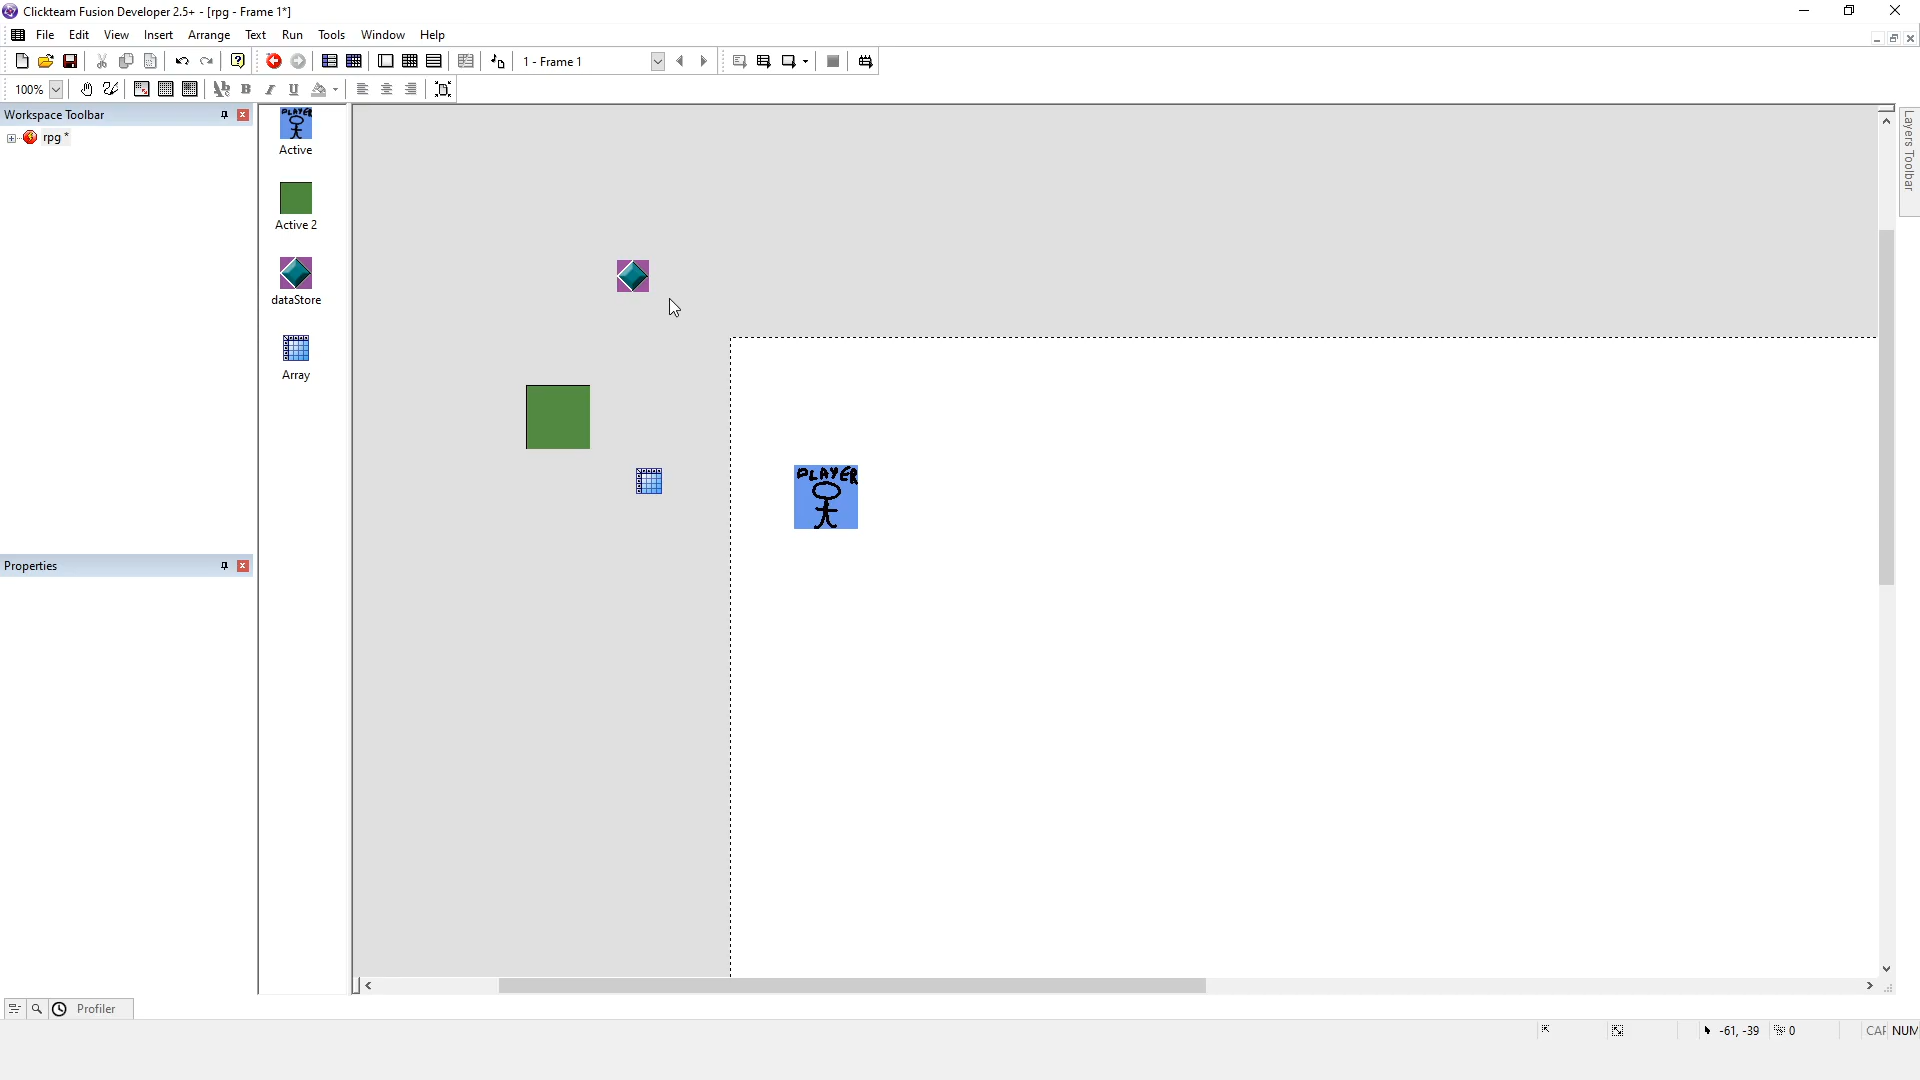 Clickteam Fusion Developer 2.5+ - [rpg - Frame 1*]
File Edit View Insert Arrange Text Run Tools Window Help
1 - Frame 1
100%
Workspace Toolbar
rpg *
Properties
PLAYER
Active
Active 2
dataStore
Array
PLAYER
Layers Toolbar
Profiler
-61, -39
0
CAP
NUM